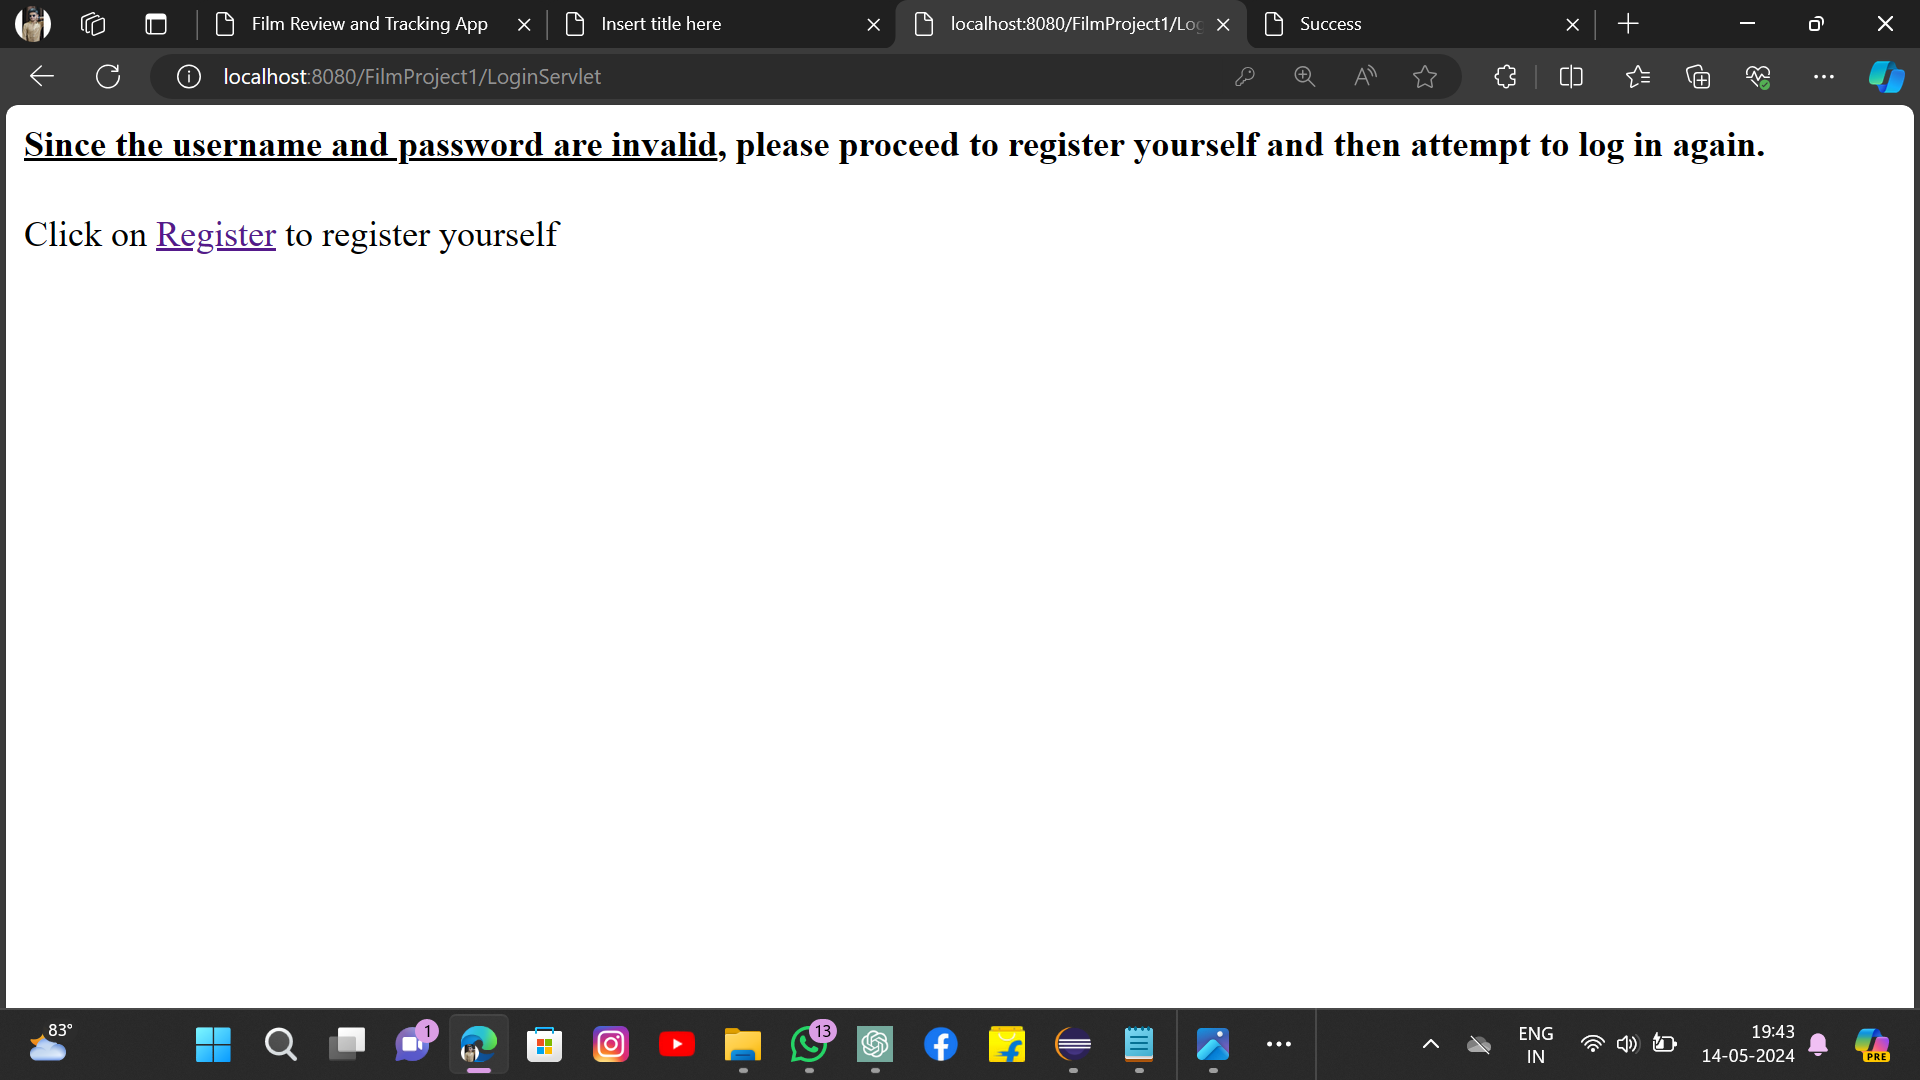 Film Review and Tracking App
Insert title here
localhost:8080/FilmProject1/Log
Success
localhost:8080/FilmProject1/LoginServlet
Since the username and password are invalid, please proceed to register yourself and then attempt to log in again.
Click on Register to register yourself
83°
1
13
ENG
IN
19:43
14-05-2024
PRE